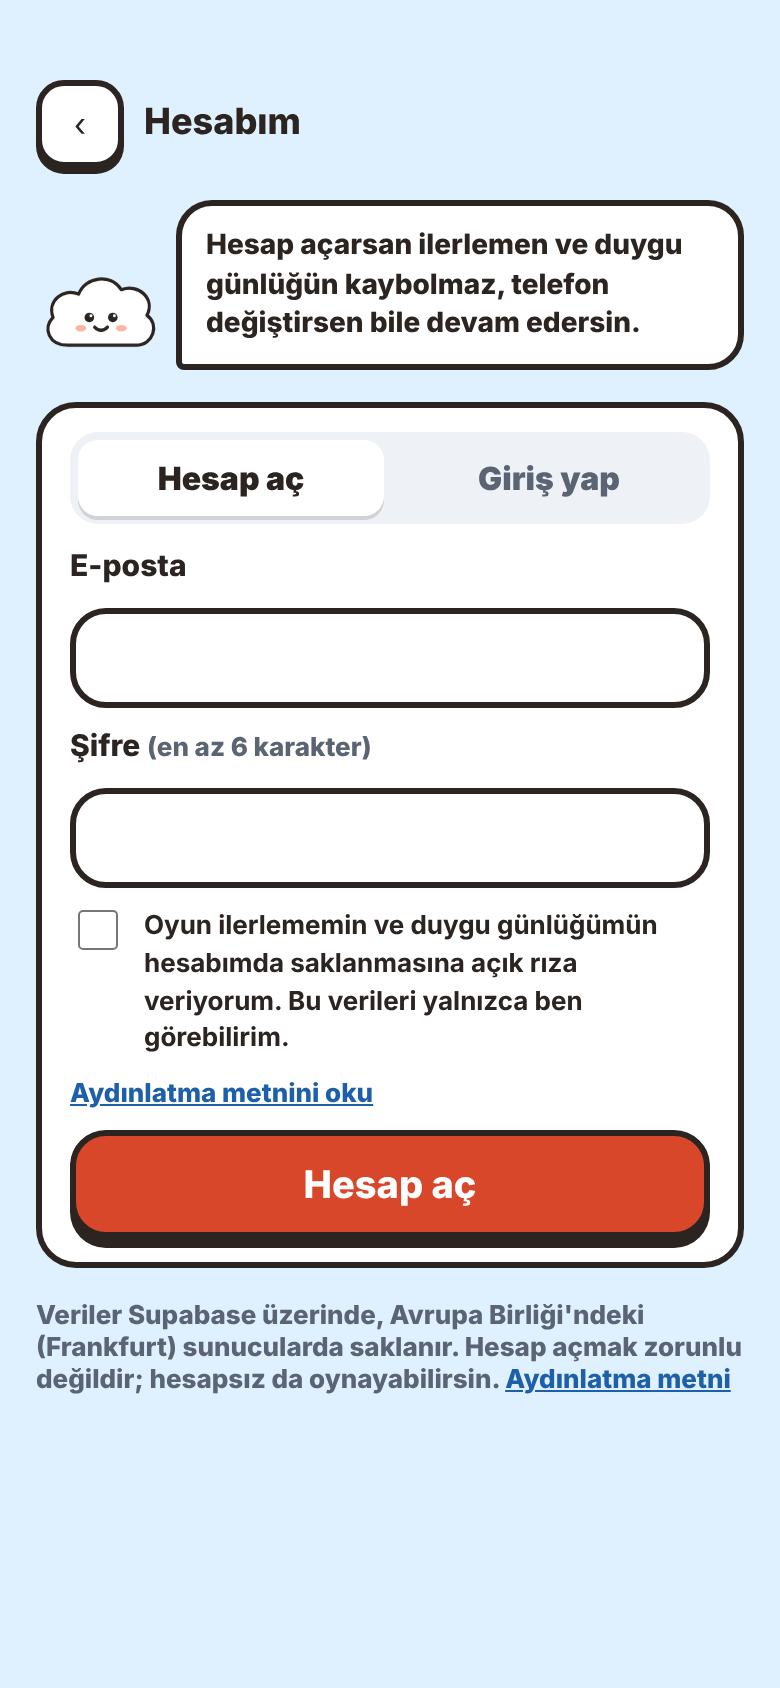 ‹
Hesabım
Hesap açarsan ilerlemen ve duygu
günlüğün kaybolmaz, telefon
değiştirsen bile devam edersin.
Hesap aç
Giriş yap
E-posta
Şifre (en az 6 karakter)
Oyun ilerlememin ve duygu günlüğümün
hesabımda saklanmasına açık rıza
veriyorum. Bu verileri yalnızca ben
görebilirim.
Aydınlatma metnini oku
Hesap aç
Veriler Supabase üzerinde, Avrupa Birliği'ndeki
(Frankfurt) sunucularda saklanır. Hesap açmak zorunlu
değildir; hesapsız da oynayabilirsin. Aydınlatma metni